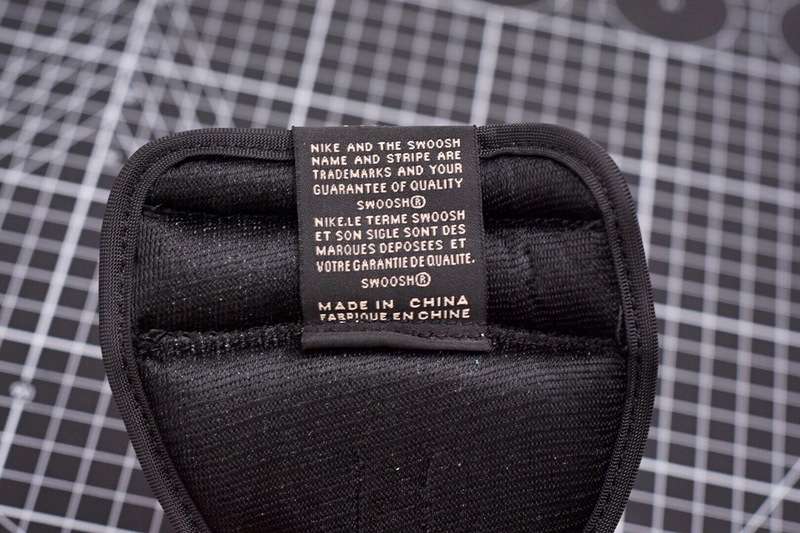 NIKE AND THE SWOOSH
NAME AND STRIPE ARE
TRADEMARKS AND YOUR
GUARANTEE OF QUALITY
SWOOSH®
NIKE.LE TERME SWOOSH
ET SON SIGLE SONT DES
MARQUES DEPOSEES ET
VOTRE GARANTIE DE QUALITE.
SWOOSH®
MADE IN CHINA
FABRIQUE EN CHINE